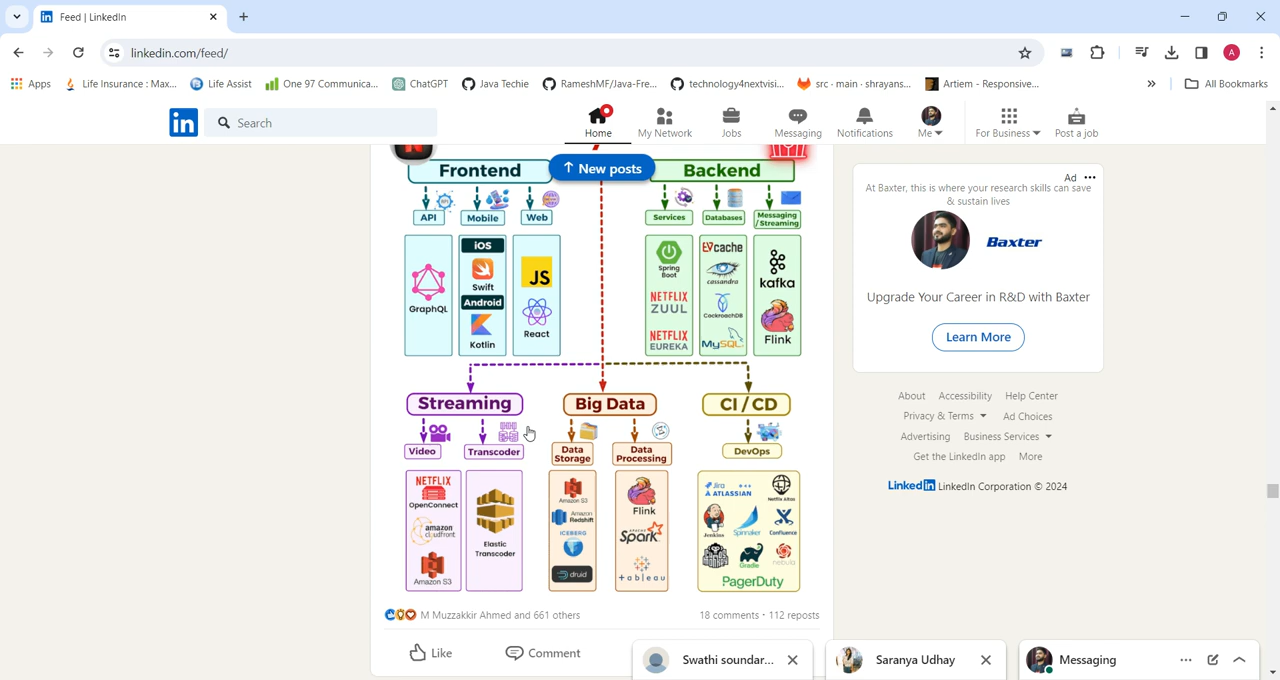 Feed | LinkedIn
linkedin.com/feed/
A
Apps
Life Insurance : Max...
Life Assist
One 97 Communica...
ChatGPT
Java Techie
RameshMF/Java-Fre...
technology4nextvisi...
src · main · shrayans...
Artiem - Responsive...
»
All Bookmarks
in
Search
Home
My Network
Jobs
Messaging
Notifications
Me
For Business
Post a job
↑ New posts
Frontend
Backend
API
Mobile
Web
Services
Databases
Messaging
/Streaming
GraphQL
iOS
Swift
Android
Kotlin
JS
React
Spring
Boot
NETFLIX
ZUUL
NETFLIX
EUREKA
EVcache
cassandra
CockroachDB
MySQL
kafka
Flink
Streaming
Big Data
CI / CD
Video
Transcoder
Data
Storage
Data
Processing
DevOps
NETFLIX
OpenConnect
amazon
cloudfront
Amazon S3
Elastic
Transcoder
Amazon S3
Amazon
Redshift
ICEBERG
druid
Flink
APACHE
Spark
+ableau
Jira
ATLASSIAN
Netflix Atlas
Jenkins
Spinnaker
Confluence
Gradle
nebula
PagerDuty
M Muzzakkir Ahmed and 661 others
18 comments · 112 reposts
Like
Comment
Ad
At Baxter, this is where your research skills can save
& sustain lives
Baxter
Upgrade Your Career in R&D with Baxter
Learn More
About
Accessibility
Help Center
Privacy & Terms
Ad Choices
Advertising
Business Services
Get the LinkedIn app
More
LinkedIn LinkedIn Corporation © 2024
Swathi soundar...
Saranya Udhay
Messaging